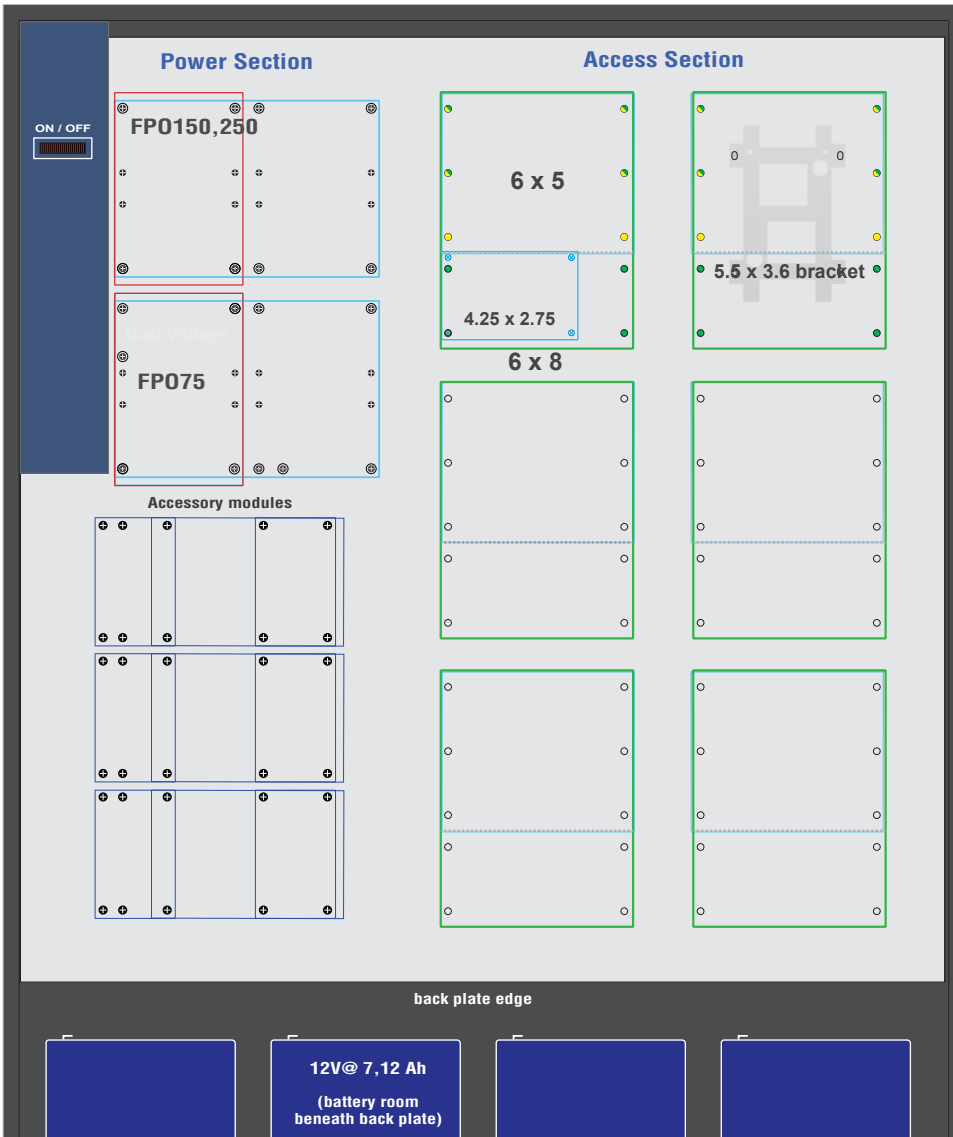 Power Section
Access Section
ON / OFF
FPO150,250
6 x 5
0 0
5.5 x 3.6 bracket
4.25 x 2.75
Dual Voltage
6 x 8
FPO75
Accessory modules
back plate edge
12V@ 7,12 Ah
(battery room
beneath back plate)